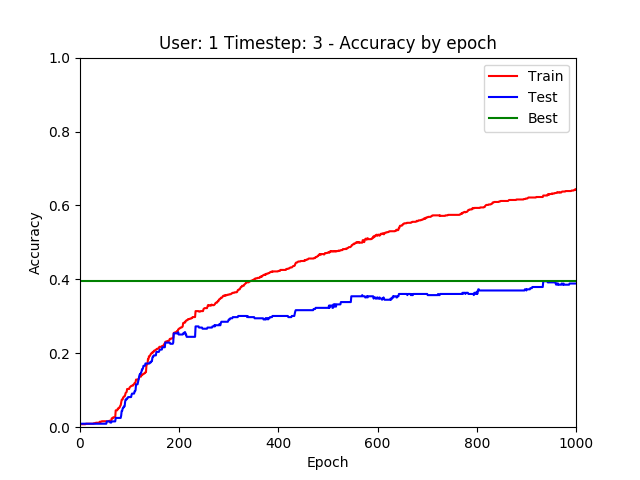 User: 1 Timestep: 3 - Accuracy by epoch
1.0
0.8
0.6
0.4
0.2
0.0
Accuracy
Train
Test
Best
0 200 400 600 800 1000
Epoch